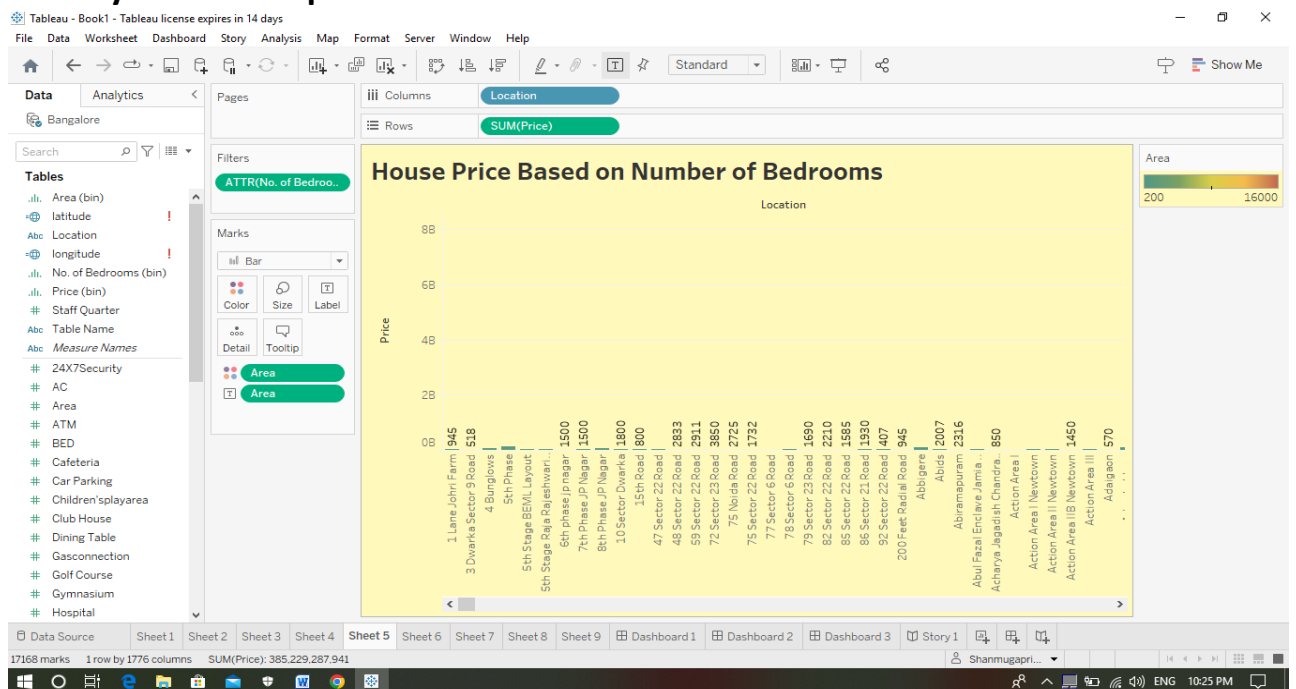 Tableau - Book1 - Tableau license expires in 14 days
File Data Worksheet Dashboard Story Analysis Map Format Server Window Help
Standard
Show Me
Data Analytics
Bangalore
Search
Tables
Area (bin)
latitude !
Abc Location
longitude !
No. of Bedrooms (bin)
Price (bin)
# Staff Quarter
Abc Table Name
Abc Measure Names
# 24X7Security
# AC
# Area
# ATM
# BED
# Cafeteria
# Car Parking
# Children'splayarea
# Club House
# Dining Table
# Gasconnection
# Golf Course
# Gymnasium
# Hospital
Pages
Filters
ATTR(No. of Bedroo..
Marks
Bar
Color Size Label
Detail Tooltip
Area
Area
Columns Location
Rows SUM(Price)
House Price Based on Number of Bedrooms
Location
Price
8B
6B
4B
2B
0B
945
518
1500
1500
1800
800
2833
2911
3850
2725
1732
1690
2210
1585
1930
407
945
2007
2316
850
1450
570
1 Lane Johri Farm
3 Dwarka Sector 9 Road
4 Bunglows
5th Phase
5th Stage BEML Layout
5th Stage Raja Rajeshwari..
6th phase jp nagar
7th Phase JP Nagar
8th Phase JP Nagar
10 Sector Dwarka
15th Road
47 Sector 22 Road
48 Sector 22 Road
59 Sector 22 Road
72 Sector 23 Road
75 Noida Road
75 Sector 22 Road
77 Sector 6 Road
78 Sector 6 Road
79 Sector 23 Road
82 Sector 22 Road
85 Sector 22 Road
86 Sector 21 Road
92 Sector 22 Road
200 Feet Radial Road
Abbigere
Abids
Abiramapuram
Abul Fazal Enclave Jamia ..
Acharya Jagadish Chandra..
Action Area I
Action Area I Newtown
Action Area II Newtown
Action Area IIB Newtown
Action Area III
Adaigaon
Area
200 16000
Data Source Sheet 1 Sheet 2 Sheet 3 Sheet 4 Sheet 5 Sheet 6 Sheet 7 Sheet 8 Sheet 9 Dashboard 1 Dashboard 2 Dashboard 3 Story 1
17168 marks 1 row by 1776 columns SUM(Price): 385,229,287,941
Shanmugapri...
ENG 10:25 PM